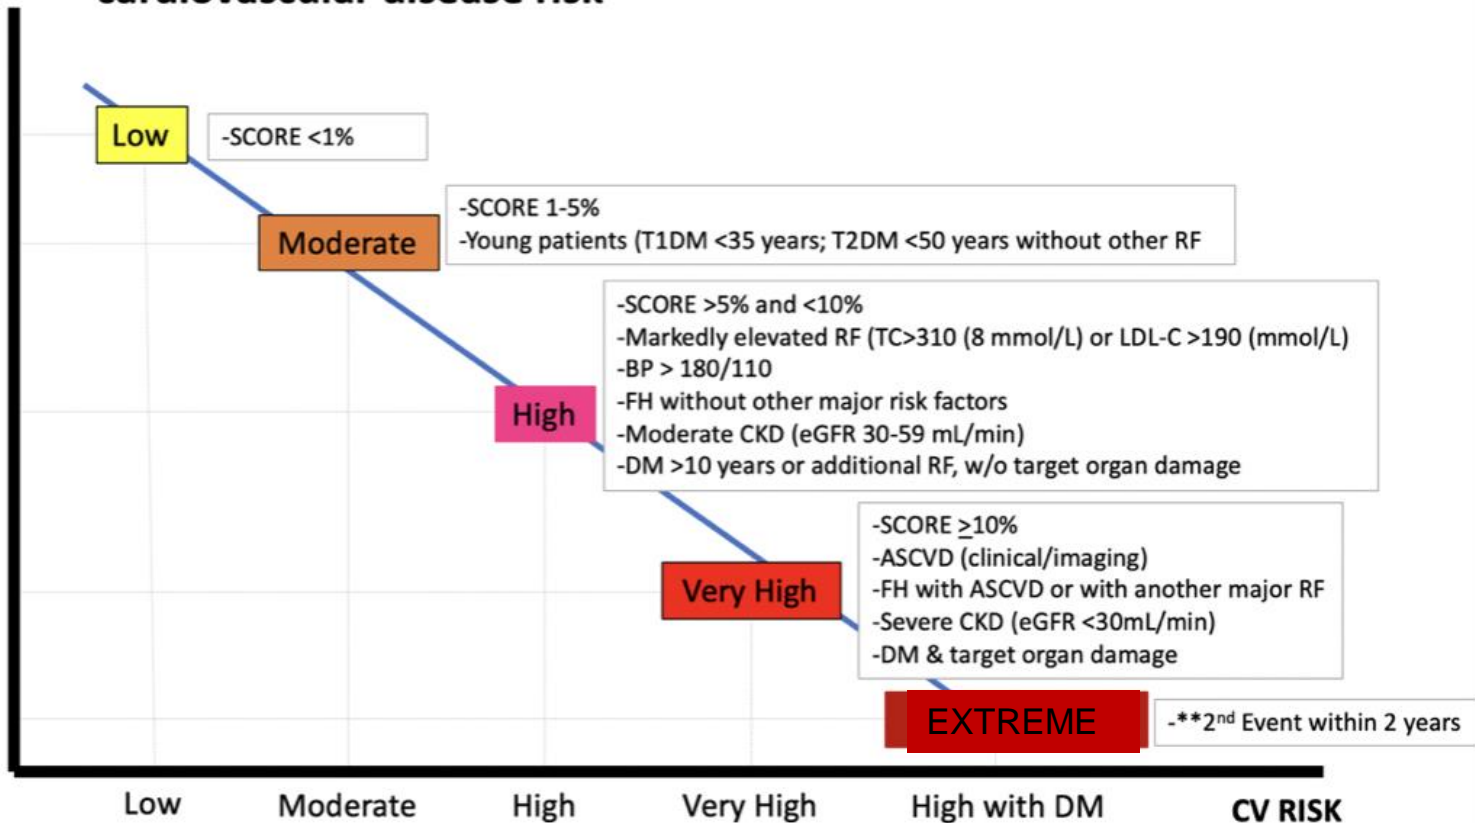 cardiovascular disease risk
Low
-SCORE <1%
Moderate
-SCORE 1-5%
-Young patients (T1DM <35 years; T2DM <50 years without other RF
High
-SCORE >5% and <10%
-Markedly elevated RF (TC>310 (8 mmol/L) or LDL-C >190 (mmol/L)
-BP > 180/110
-FH without other major risk factors
-Moderate CKD (eGFR 30-59 mL/min)
-DM >10 years or additional RF, w/o target organ damage
Very High
-SCORE ≥10%
-ASCVD (clinical/imaging)
-FH with ASCVD or with another major RF
-Severe CKD (eGFR <30mL/min)
-DM & target organ damage
EXTREME
-**2nd Event within 2 years
Low Moderate High Very High High with DM CV RISK